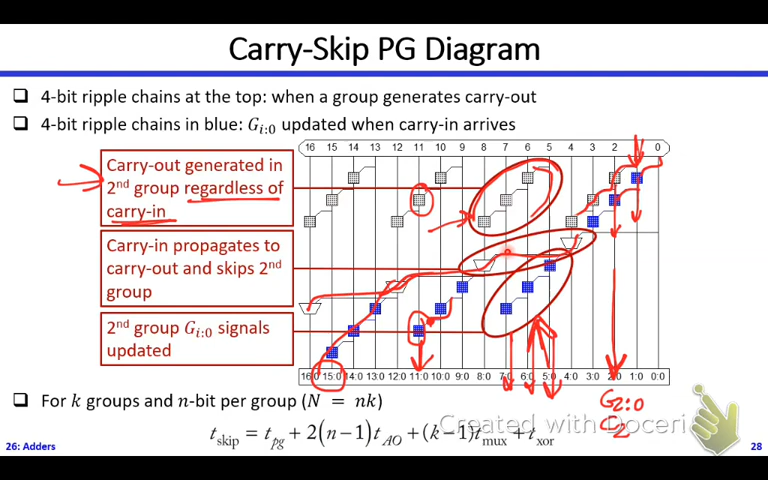 Carry-Skip PG Diagram
4-bit ripple chains at the top: when a group generates carry-out
4-bit ripple chains in blue: G_{i:0} updated when carry-in arrives
16 15 14 13 12 11 10 9 8 7 6 5 4 3 2 1 0
Carry-out generated in
2nd group regardless of
carry-in
Carry-in propagates to
carry-out and skips 2nd
group
2nd group G_{i:0} signals
updated
16:0 15:0 14:0 13:0 12:0 11:0 10:0 9:0 8:0 7:0 6:0 5:0 4:0 3:0 2:0 1:0 0:0
G2:0
C2
For k groups and n-bit per group (N = nk)
t_skip = t_pg + 2(n−1)t_AO + (k−1)t_mux + t_xor
Created with Doceri
26: Adders
28